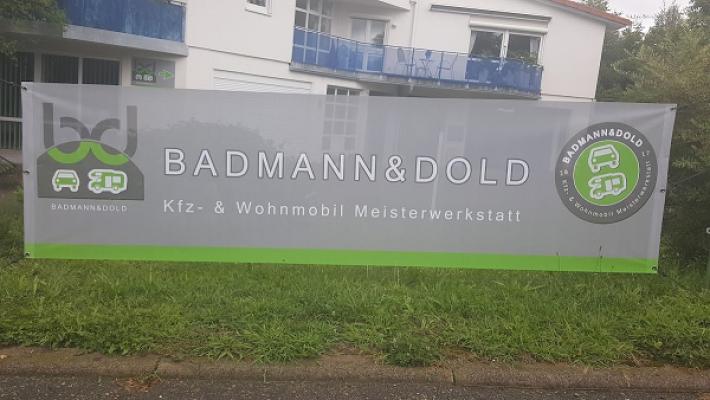 bd
BADMANN&DOLD
BADMANN&DOLD
Kfz- & Wohnmobil Meisterwerkstatt
BADMANN&DOLD
Kfz- & Wohnmobil Meisterwerkstatt